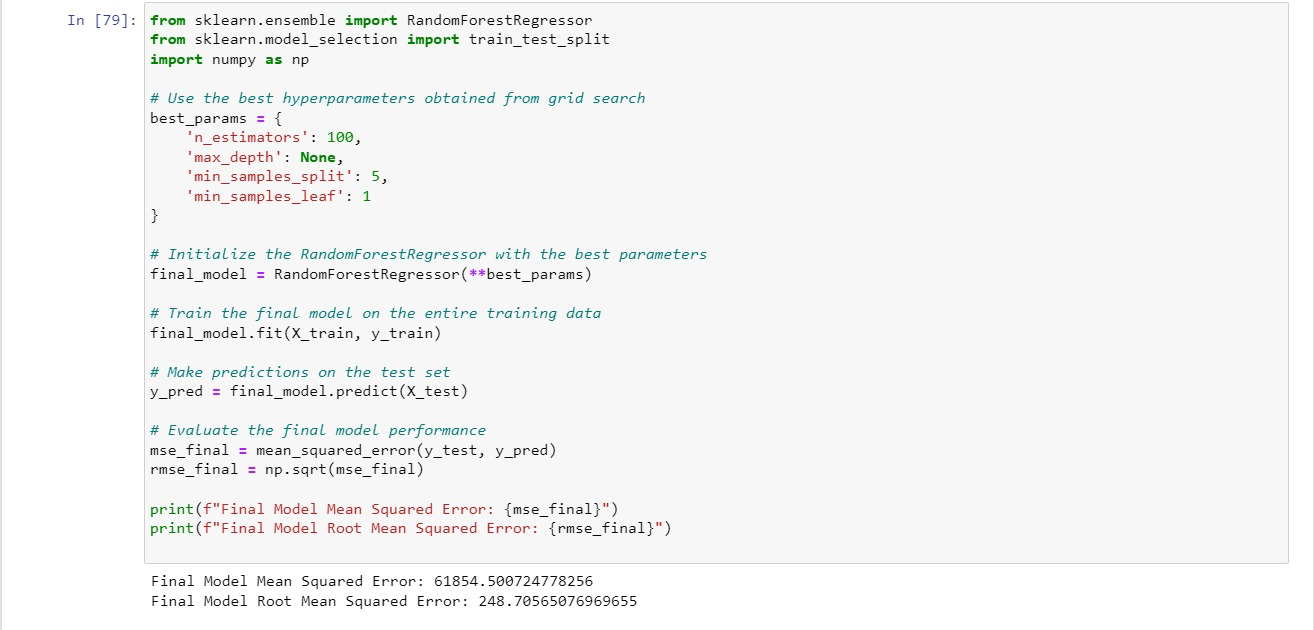 In [79]: from sklearn.ensemble import RandomForestRegressor
from sklearn.model_selection import train_test_split
import numpy as np
# Use the best hyperparameters obtained from grid search
best_params = {
    'n_estimators': 100,
    'max_depth': None,
    'min_samples_split': 5,
    'min_samples_leaf': 1
}
# Initialize the RandomForestRegressor with the best parameters
final_model = RandomForestRegressor(**best_params)
# Train the final model on the entire training data
final_model.fit(X_train, y_train)
# Make predictions on the test set
y_pred = final_model.predict(X_test)
# Evaluate the final model performance
mse_final = mean_squared_error(y_test, y_pred)
rmse_final = np.sqrt(mse_final)
print(f"Final Model Mean Squared Error: {mse_final}")
print(f"Final Model Root Mean Squared Error: {rmse_final}")
Final Model Mean Squared Error: 61854.500724778256
Final Model Root Mean Squared Error: 248.70565076969655